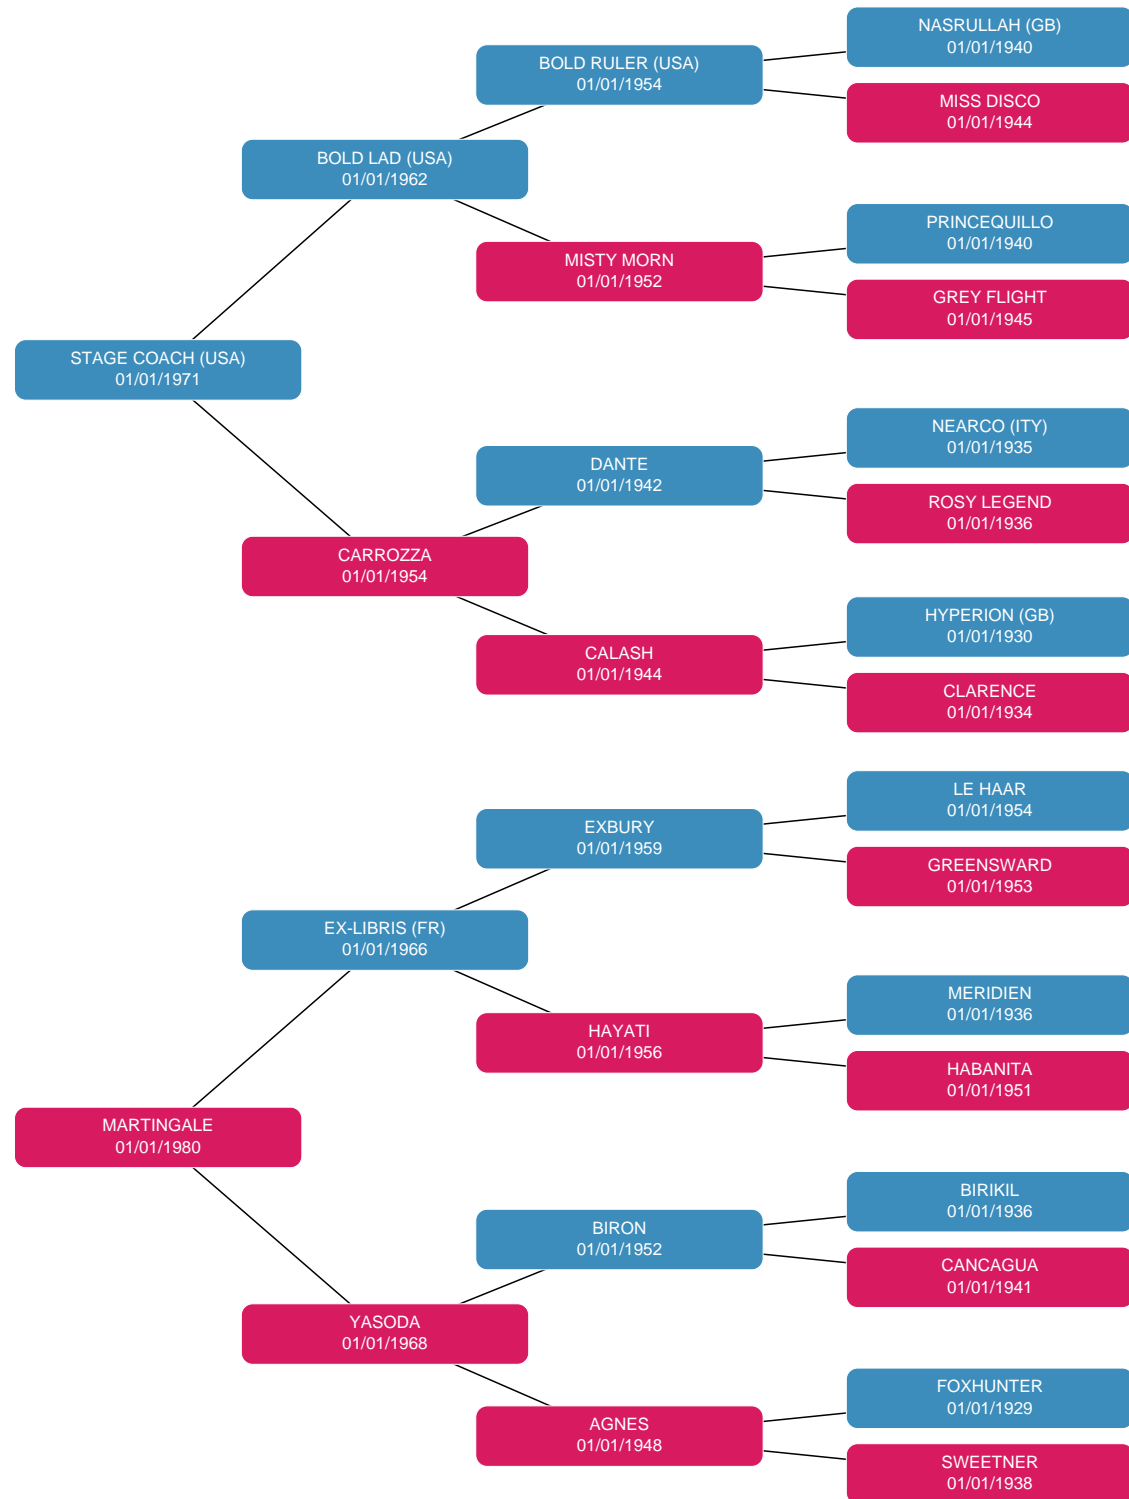 NASRULLAH (GB)
01/01/1940
BOLD RULER (USA)
01/01/1954
MISS DISCO
01/01/1944
BOLD LAD (USA)
01/01/1962
PRINCEQUILLO
01/01/1940
MISTY MORN
01/01/1952
GREY FLIGHT
01/01/1945
STAGE COACH (USA)
01/01/1971
NEARCO (ITY)
01/01/1935
DANTE
01/01/1942
ROSY LEGEND
01/01/1936
CARROZZA
01/01/1954
HYPERION (GB)
01/01/1930
CALASH
01/01/1944
CLARENCE
01/01/1934
LE HAAR
01/01/1954
EXBURY
01/01/1959
GREENSWARD
01/01/1953
EX-LIBRIS (FR)
01/01/1966
MERIDIEN
01/01/1936
HAYATI
01/01/1956
HABANITA
01/01/1951
MARTINGALE
01/01/1980
BIRIKIL
01/01/1936
BIRON
01/01/1952
CANCAGUA
01/01/1941
YASODA
01/01/1968
FOXHUNTER
01/01/1929
AGNES
01/01/1948
SWEETNER
01/01/1938